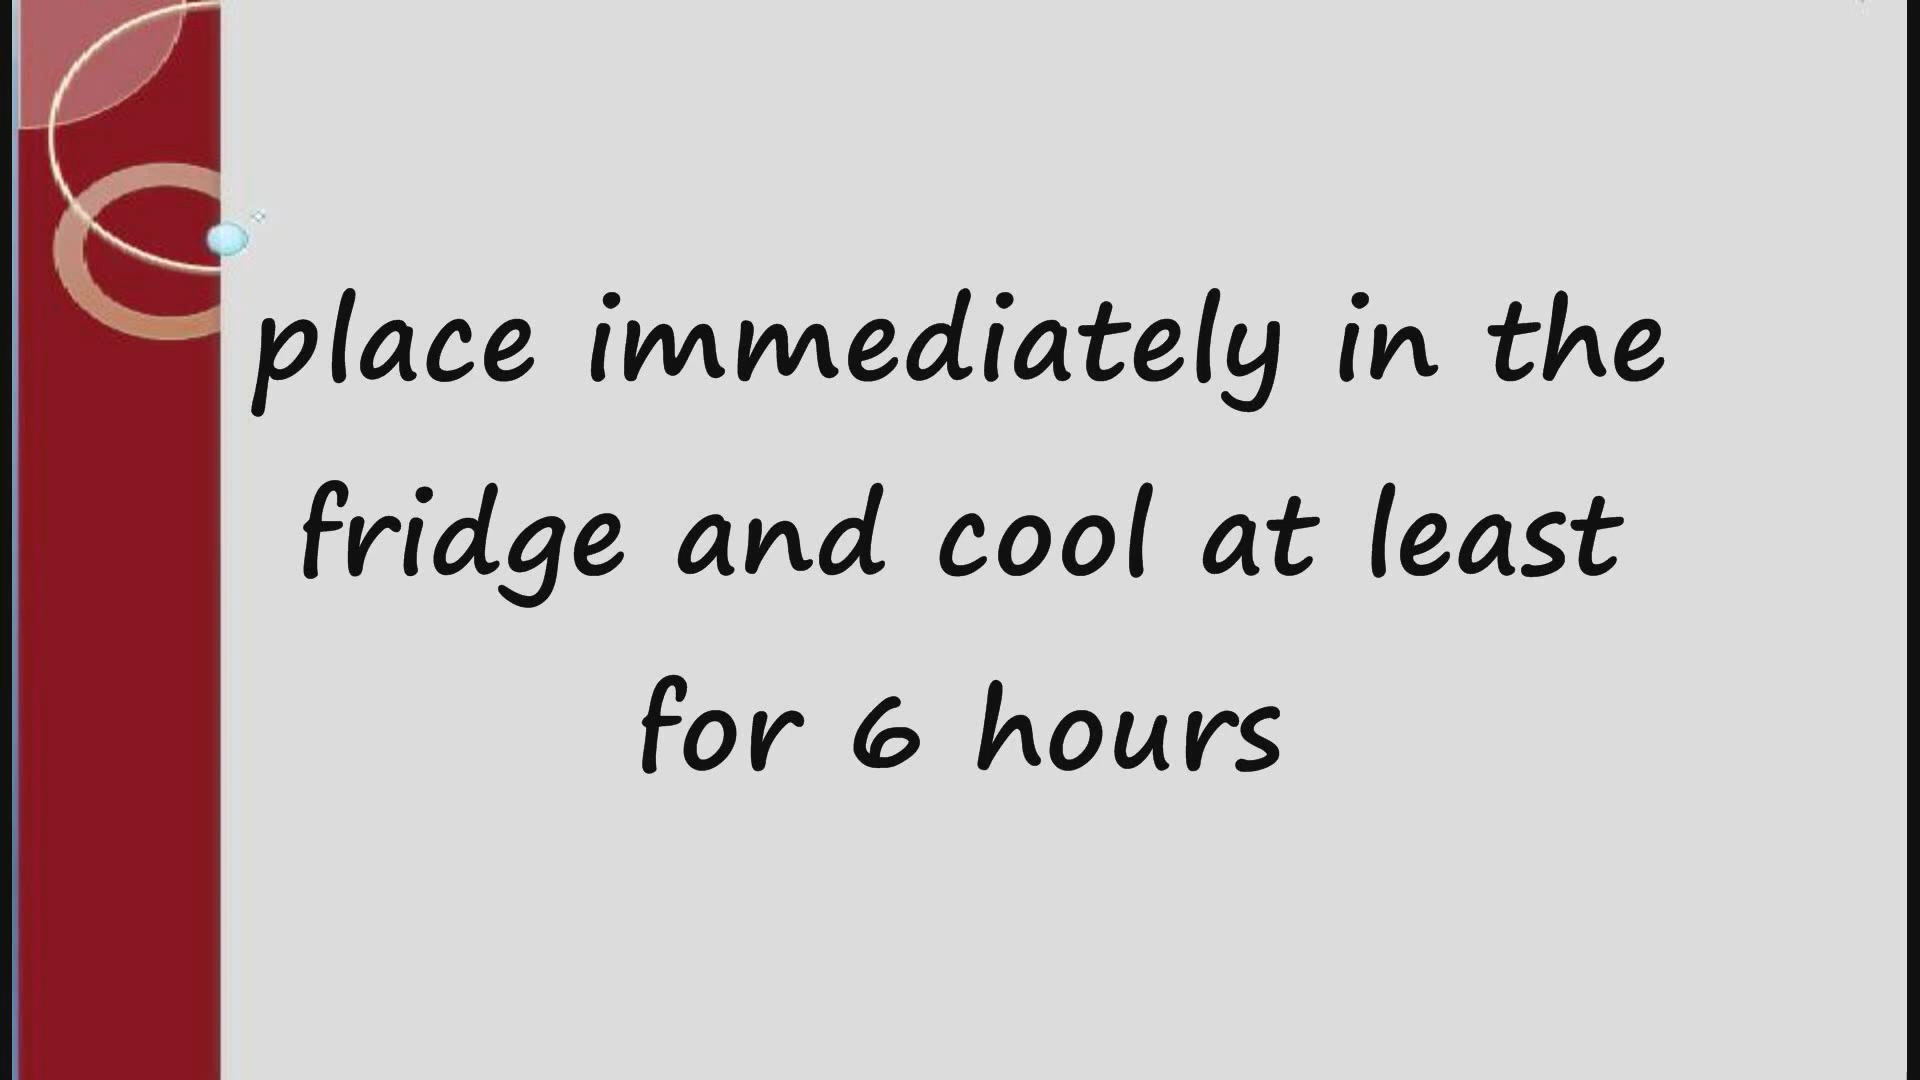 place immediately in the
fridge and cool at least
for 6 hours